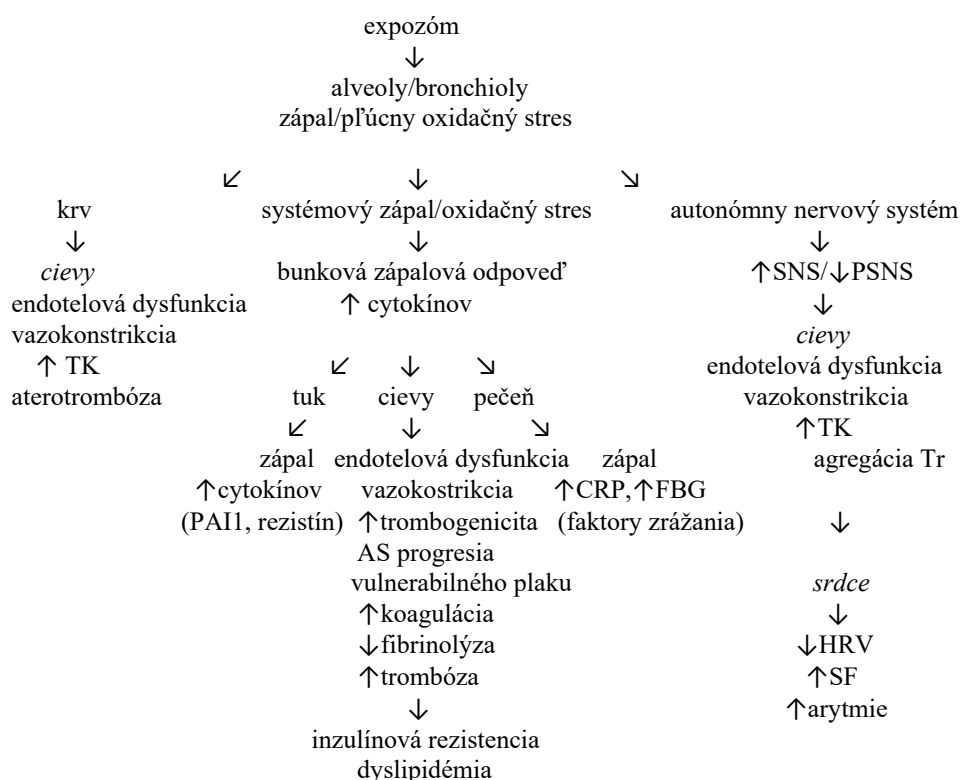 expozóm
↓
alveoly/bronchioly
zápal/pľúcny oxidačný stres
↙ ↓ ↘
krv systémový zápal/oxidačný stres autonómny nervový systém
↓ ↓ ↓
cievy bunková zápalová odpoveď ↑SNS/↓PSNS
endotelová dysfunkcia ↑ cytokínov ↓
vazokonstrikcia cievy
↑ TK ↙ ↓ ↘ endotelová dysfunkcia
aterotrombóza tuk cievy pečeň vazokonstrikcia
↙ ↓ ↘ ↑TK
zápal endotelová dysfunkcia zápal agregácia Tr
↑cytokínov vazokostrikcia ↑CRP,↑FBG
(PAI1, rezistín) ↑trombogenicita (faktory zrážania) ↓
AS progresia
vulnerabilného plaku srdce
↑koagulácia ↓
↓fibrinolýza ↓HRV
↑trombóza ↑SF
↓ ↑arytmie
inzulínová rezistencia
dyslipidémia